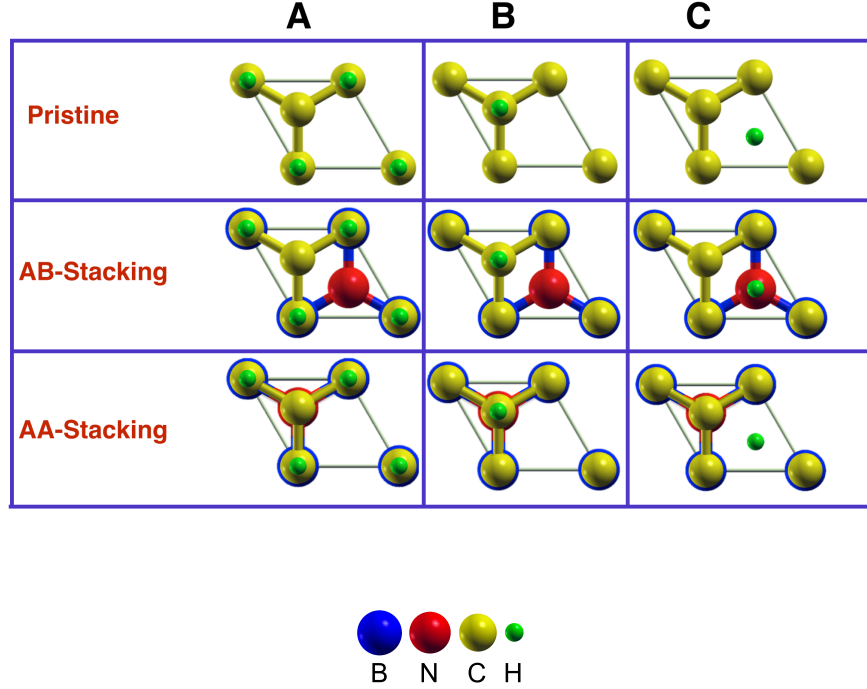 A B C
Pristine
AB-Stacking
AA-Stacking
B N C H